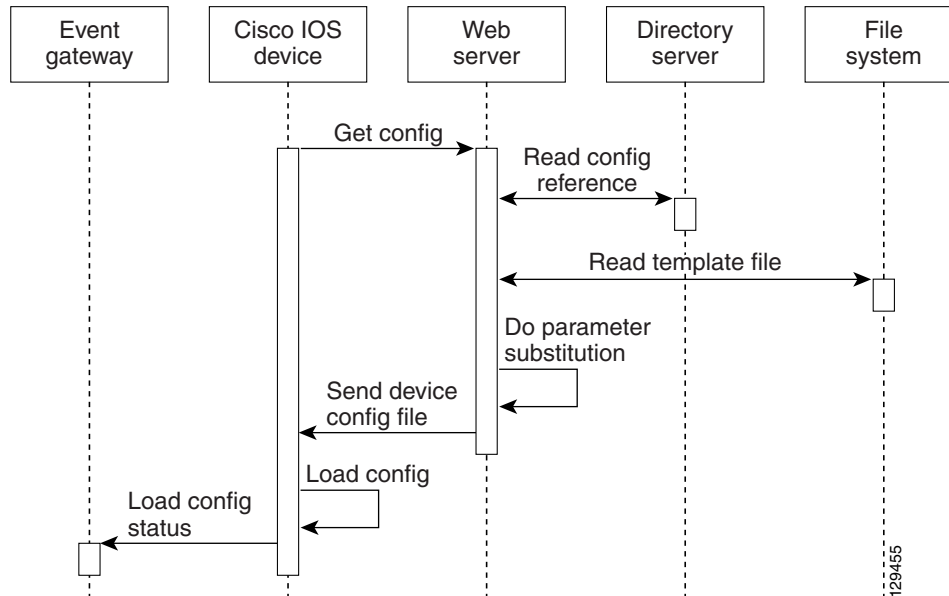 Event
gateway
Cisco IOS
device
Web
server
Directory
server
File
system
Get config
Read config
reference
Read template file
Do parameter
substitution
Send device
config file
Load config
Load config
status
129455